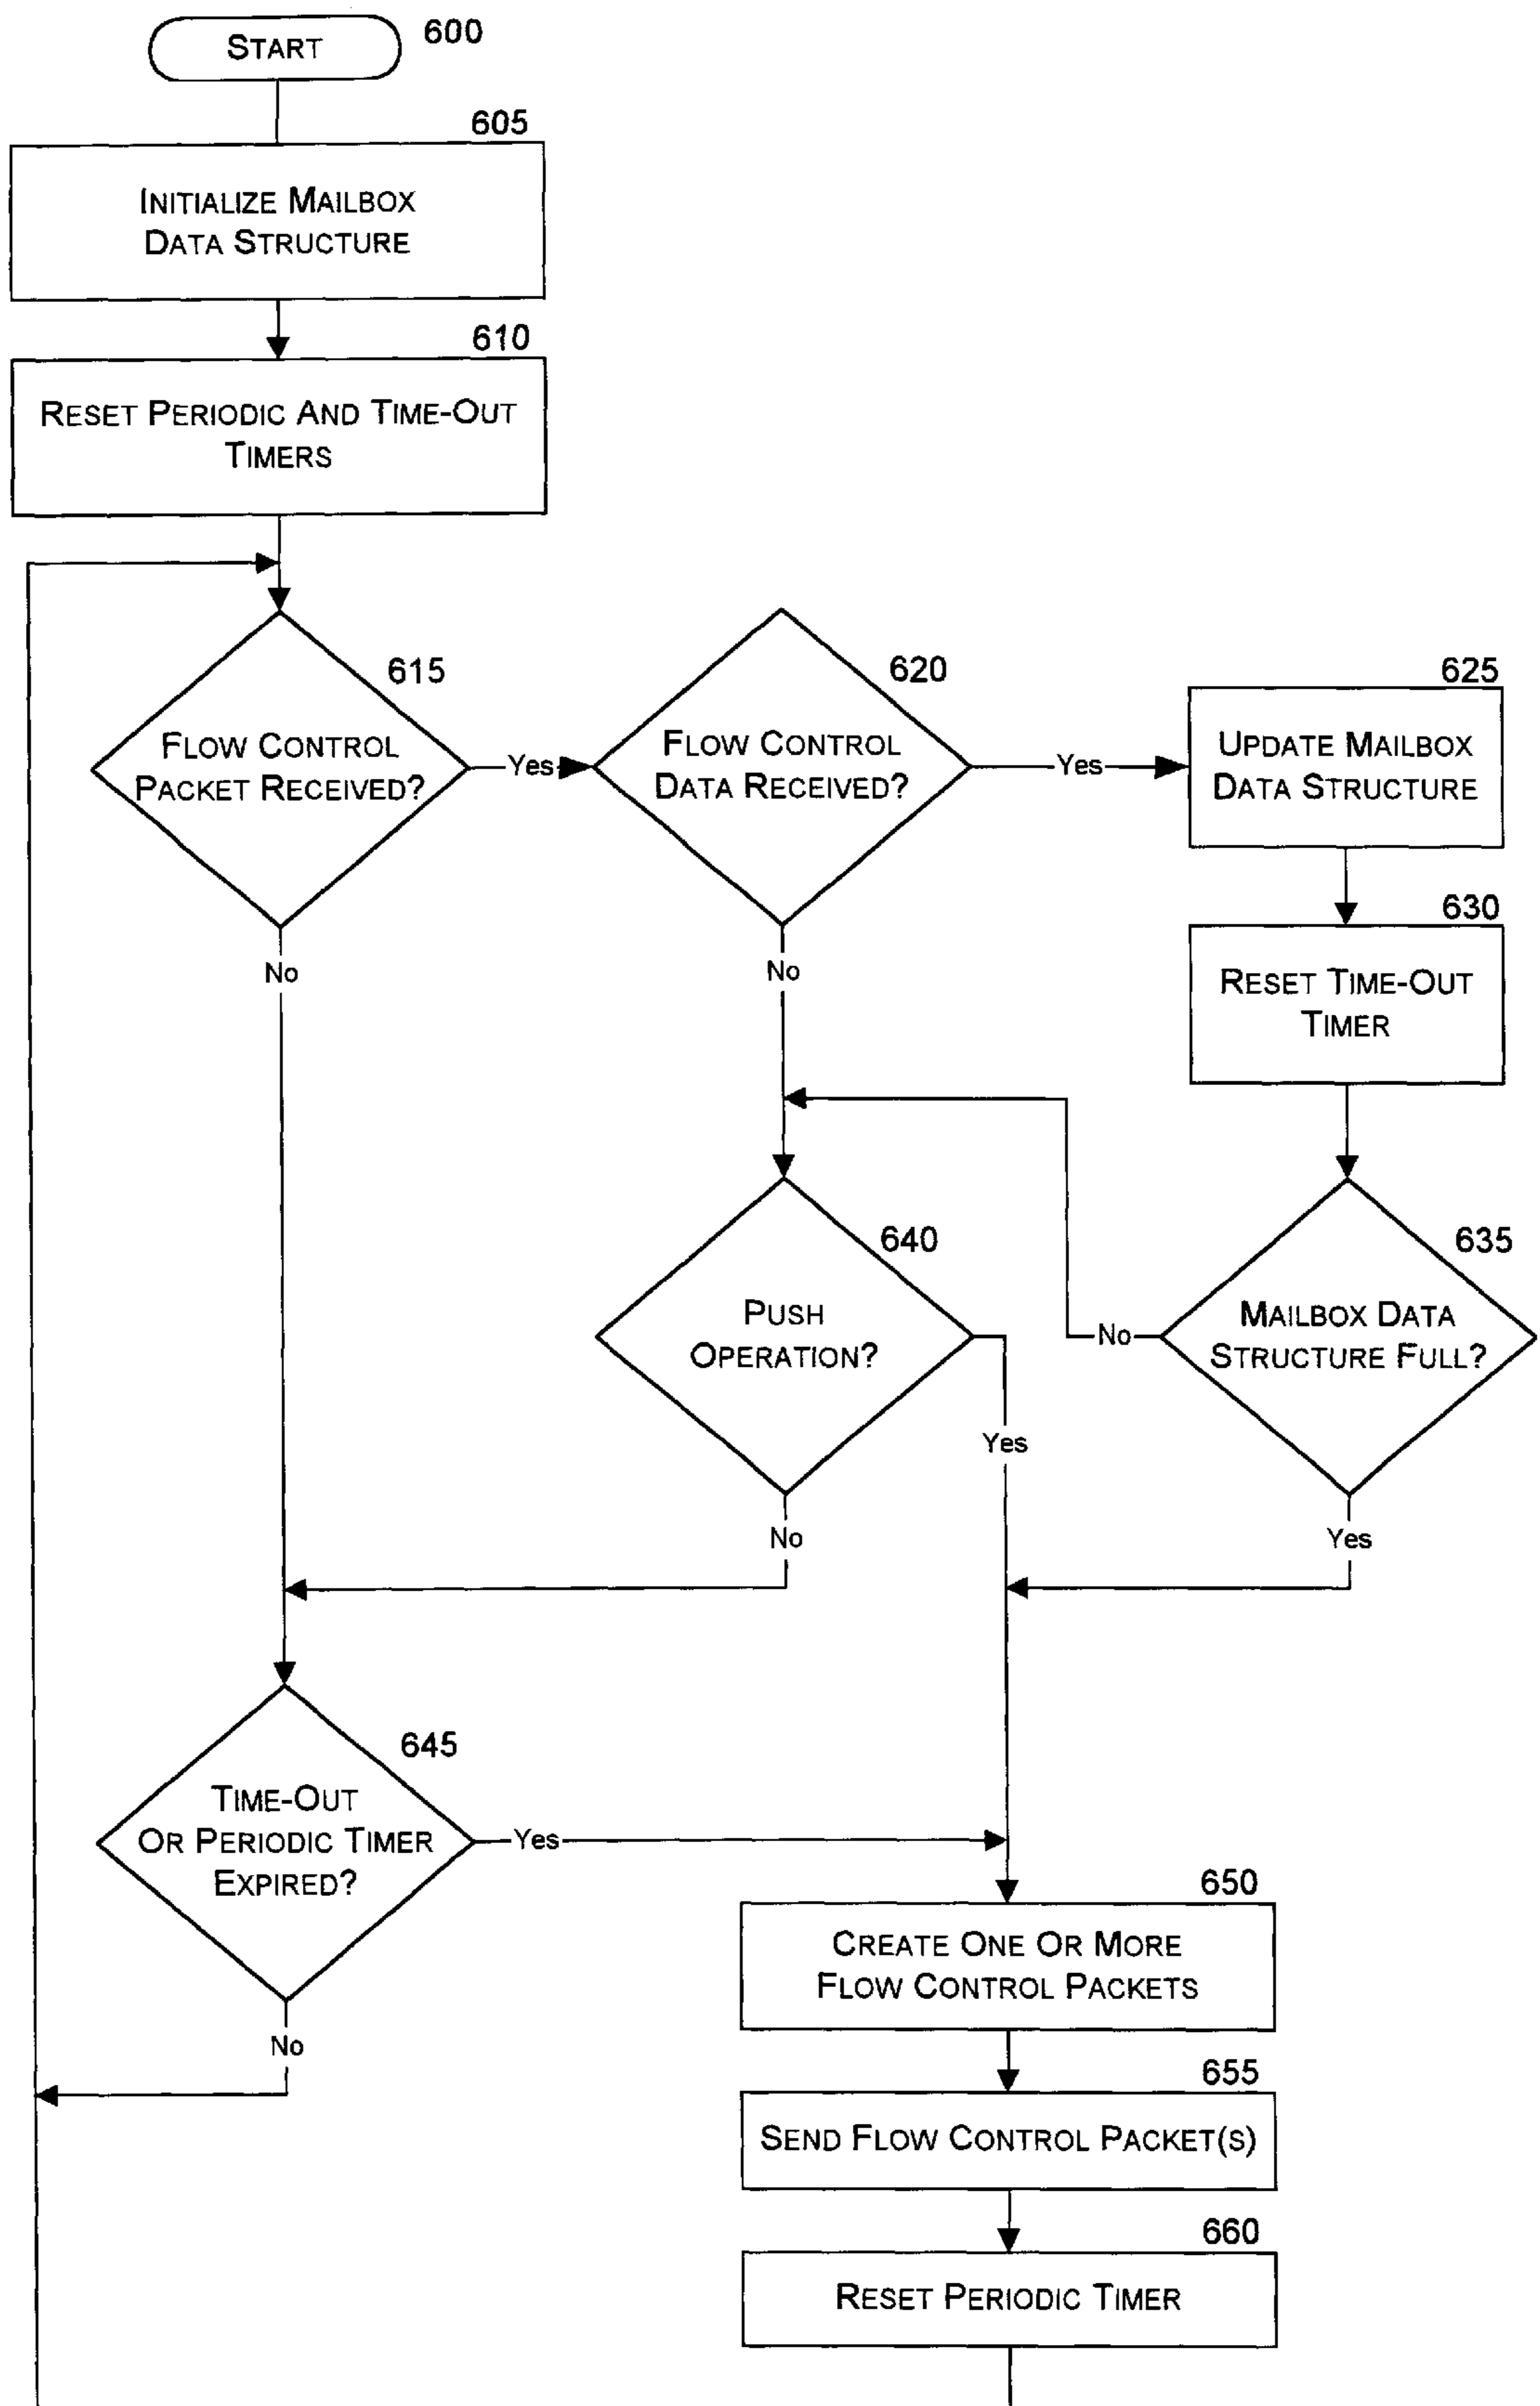 START
600
605
INITIALIZE MAILBOX
DATA STRUCTURE
610
RESET PERIODIC AND TIME-OUT
TIMERS
615
FLOW CONTROL
PACKET RECEIVED?
Yes
No
620
FLOW CONTROL
DATA RECEIVED?
Yes
No
625
UPDATE MAILBOX
DATA STRUCTURE
630
RESET TIME-OUT
TIMER
635
MAILBOX DATA
STRUCTURE FULL?
No
Yes
640
PUSH
OPERATION?
Yes
No
645
TIME-OUT
OR PERIODIC TIMER
EXPIRED?
Yes
No
650
CREATE ONE OR MORE
FLOW CONTROL PACKETS
655
SEND FLOW CONTROL PACKET(S)
660
RESET PERIODIC TIMER